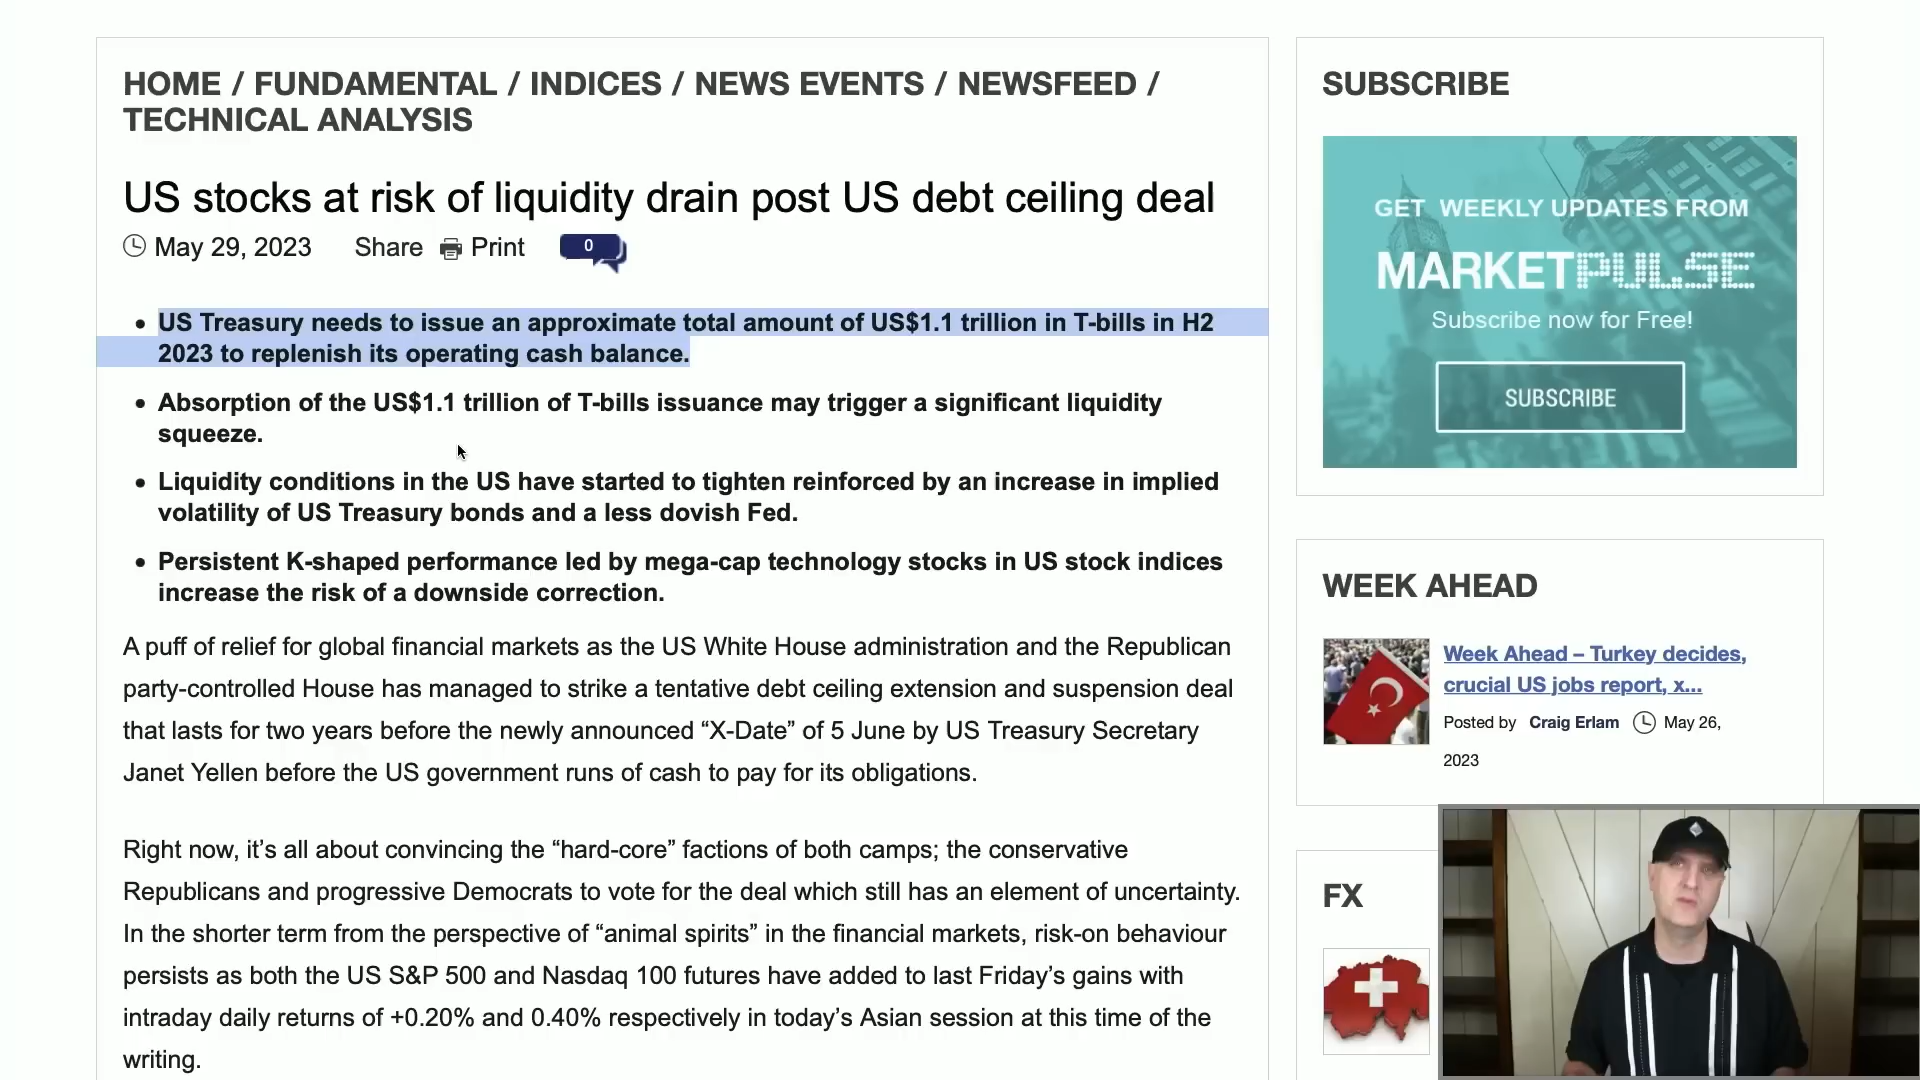 HOME / FUNDAMENTAL / INDICES / NEWS EVENTS / NEWSFEED /
TECHNICAL ANALYSIS
US stocks at risk of liquidity drain post US debt ceiling deal
May 29, 2023 Share Print 0
• US Treasury needs to issue an approximate total amount of US$1.1 trillion in T-bills in H2
2023 to replenish its operating cash balance.
• Absorption of the US$1.1 trillion of T-bills issuance may trigger a significant liquidity
squeeze.
• Liquidity conditions in the US have started to tighten reinforced by an increase in implied
volatility of US Treasury bonds and a less dovish Fed.
• Persistent K-shaped performance led by mega-cap technology stocks in US stock indices
increase the risk of a downside correction.
A puff of relief for global financial markets as the US White House administration and the Republican
party-controlled House has managed to strike a tentative debt ceiling extension and suspension deal
that lasts for two years before the newly announced “X-Date” of 5 June by US Treasury Secretary
Janet Yellen before the US government runs of cash to pay for its obligations.
Right now, it’s all about convincing the “hard-core” factions of both camps; the conservative
Republicans and progressive Democrats to vote for the deal which still has an element of uncertainty.
In the shorter term from the perspective of “animal spirits” in the financial markets, risk-on behaviour
persists as both the US S&P 500 and Nasdaq 100 futures have added to last Friday’s gains with
intraday daily returns of +0.20% and 0.40% respectively in today’s Asian session at this time of the
writing.
SUBSCRIBE
GET WEEKLY UPDATES FROM
MARKETPULSE
Subscribe now for Free!
SUBSCRIBE
WEEK AHEAD
Week Ahead – Turkey decides,
crucial US jobs report, x...
Posted by Craig Erlam May 26,
2023
FX